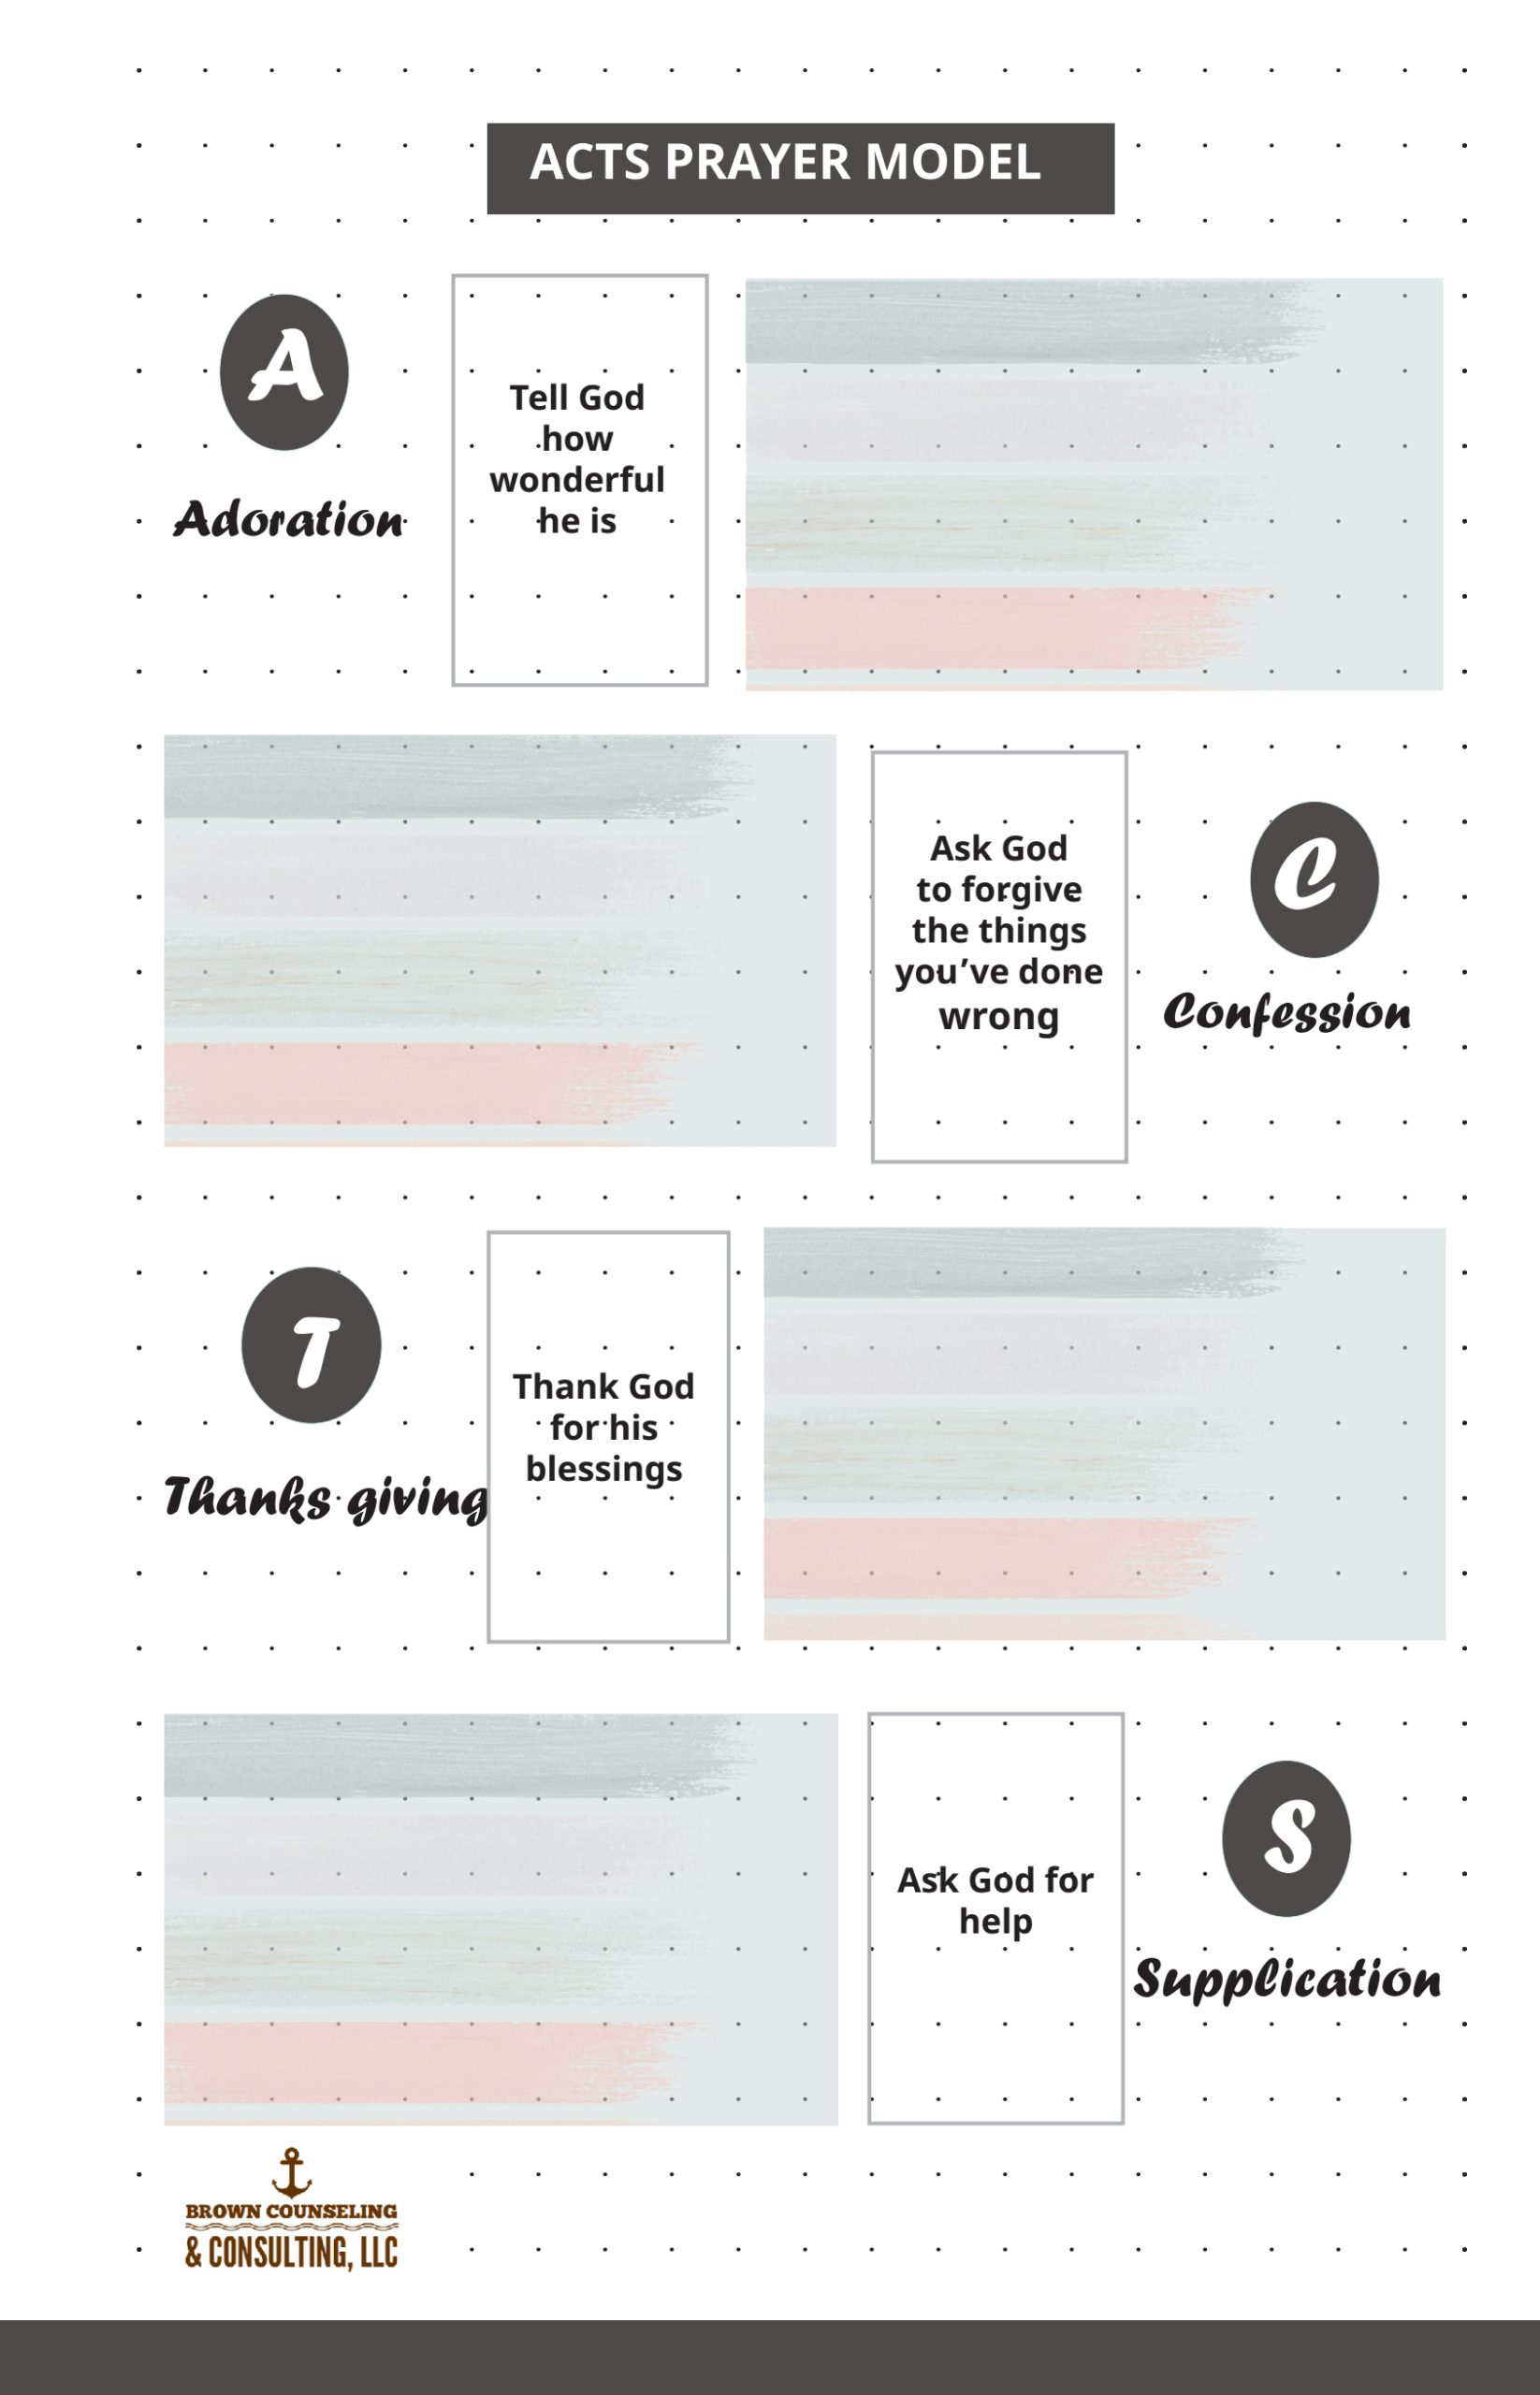 ACTS PRAYER MODEL
A
Adoration
Tell God
how
wonderful
he is
Ask God
to forgive
the things
you’ve done
wrong
C
Confession
T
Thanks giving
Thank God
for his
blessings
Ask God for
help
S
Supplication
BROWN COUNSELING
& CONSULTING, LLC